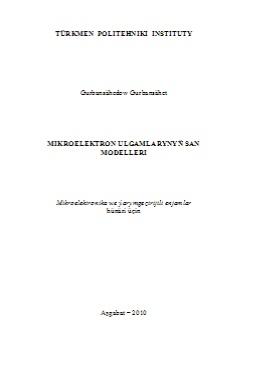 TÜRKMEN POLITEHNIKI INSTITUTY
Gurbansähedow Gurbansähet
MIKROELEKTRON ULGAMLARYNYŇ SAN
MODELLERI
Mikroelektronika we ýarymgeçirijili enjamlar
hünäri üçin
Aşgabat – 2010